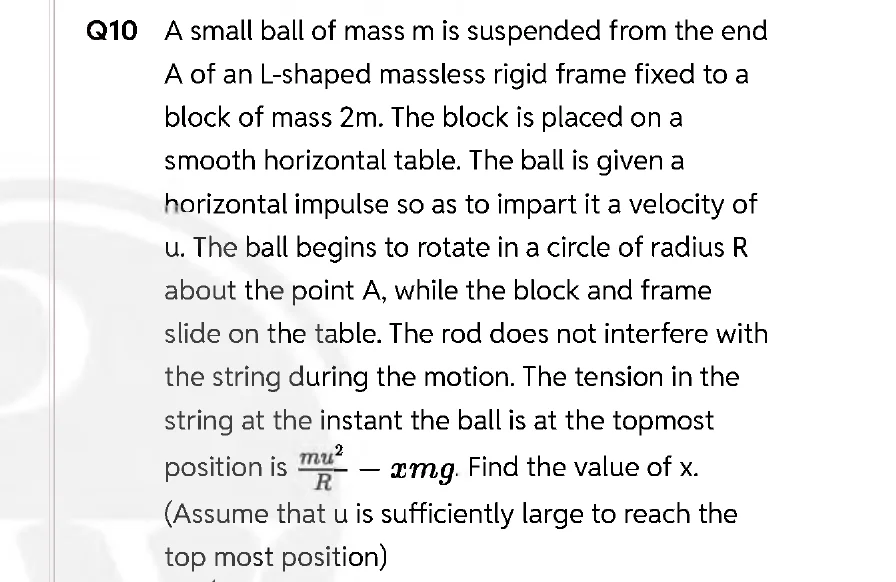 Q10 A small ball of mass m is suspended from the end
A of an L-shaped massless rigid frame fixed to a
block of mass 2m. The block is placed on a
smooth horizontal table. The ball is given a
horizontal impulse so as to impart it a velocity of
u. The ball begins to rotate in a circle of radius R
about the point A, while the block and frame
slide on the table. The rod does not interfere with
the string during the motion. The tension in the
string at the instant the ball is at the topmost
position is mu²/R − xmg. Find the value of x.
(Assume that u is sufficiently large to reach the
top most position)